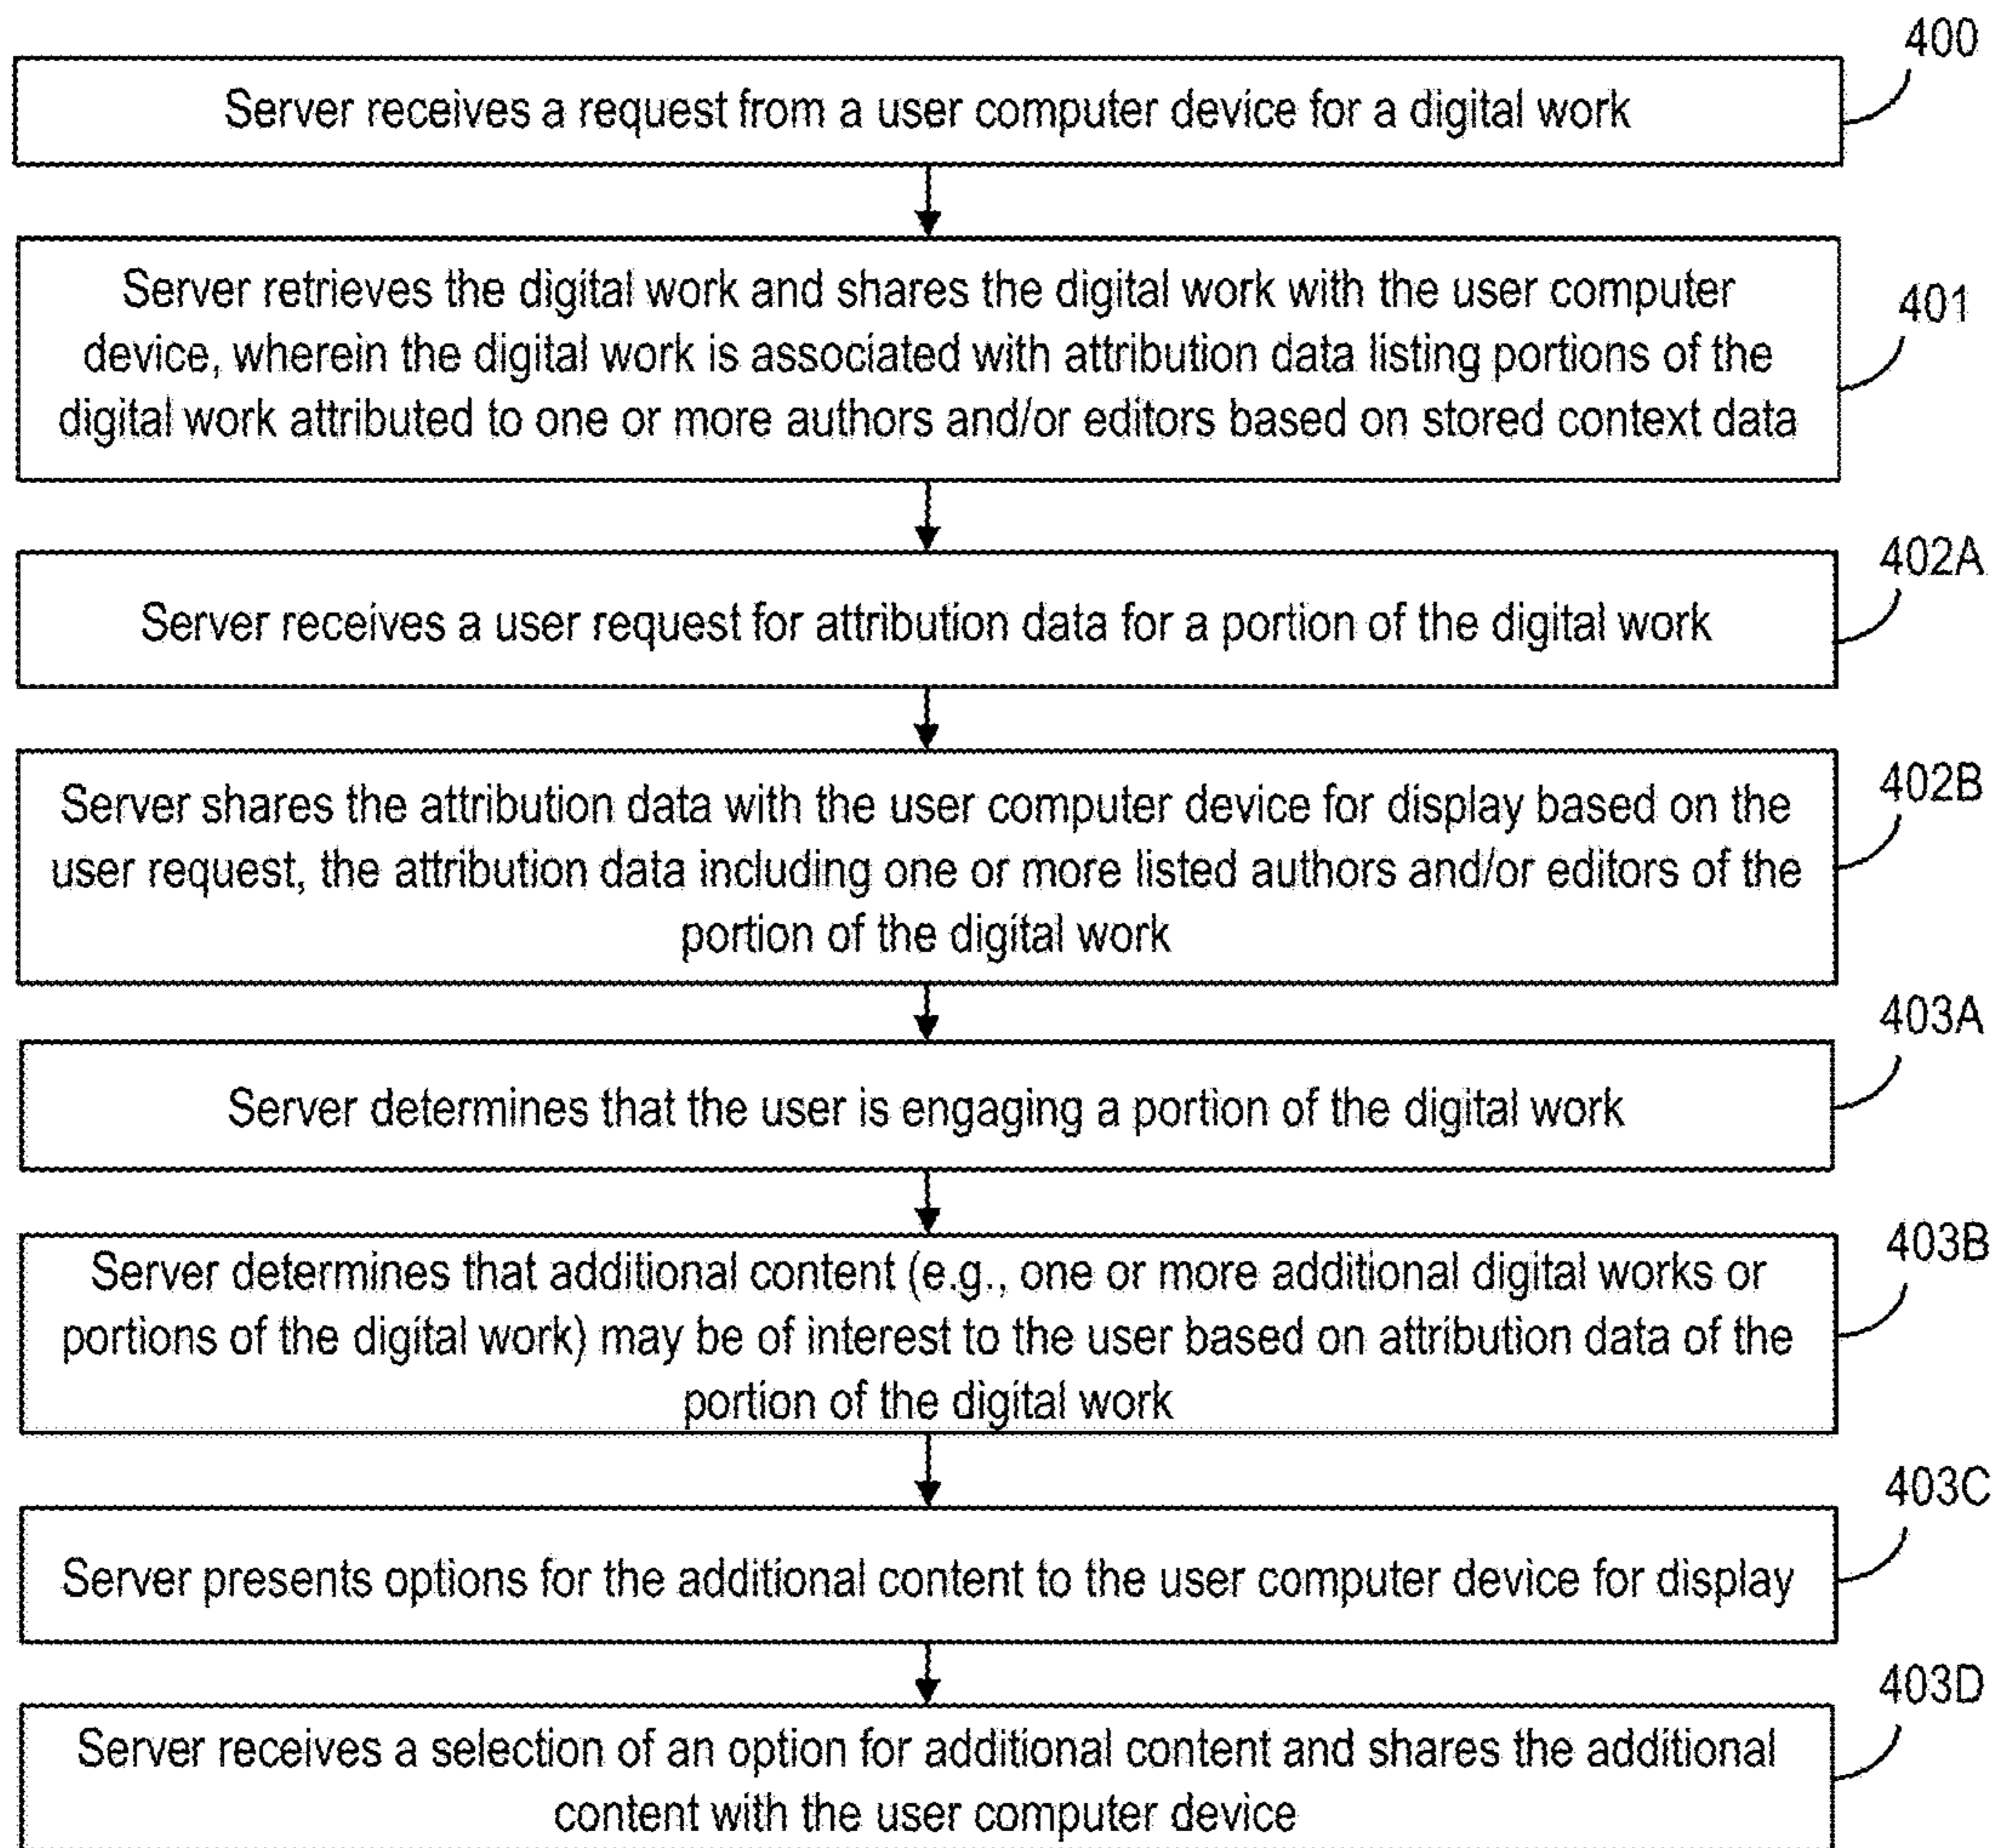 400
Server receives a request from a user computer device for a digital work
401
Server retrieves the digital work and shares the digital work with the user computer
device, wherein the digital work is associated with attribution data listing portions of the
digital work attributed to one or more authors and/or editors based on stored context data
402A
Server receives a user request for attribution data for a portion of the digital work
402B
Server shares the attribution data with the user computer device for display based on the
user request, the attribution data including one or more listed authors and/or editors of the
portion of the digital work
403A
Server determines that the user is engaging a portion of the digital work
403B
Server determines that additional content (e.g., one or more additional digital works or
portions of the digital work) may be of interest to the user based on attribution data of the
portion of the digital work
403C
Server presents options for the additional content to the user computer device for display
403D
Server receives a selection of an option for additional content and shares the additional
content with the user computer device